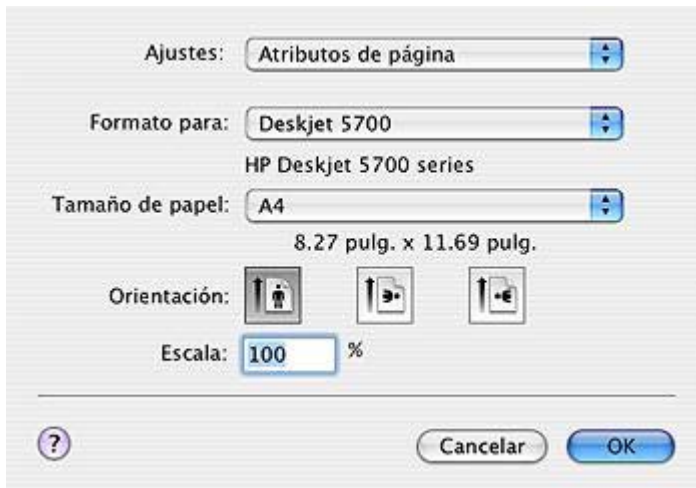 Ajustes: Atributos de página
Formato para: Deskjet 5700
HP Deskjet 5700 series
Tamaño de papel: A4
8.27 pulg. x 11.69 pulg.
Orientación:
Escala: 100 %
? Cancelar OK